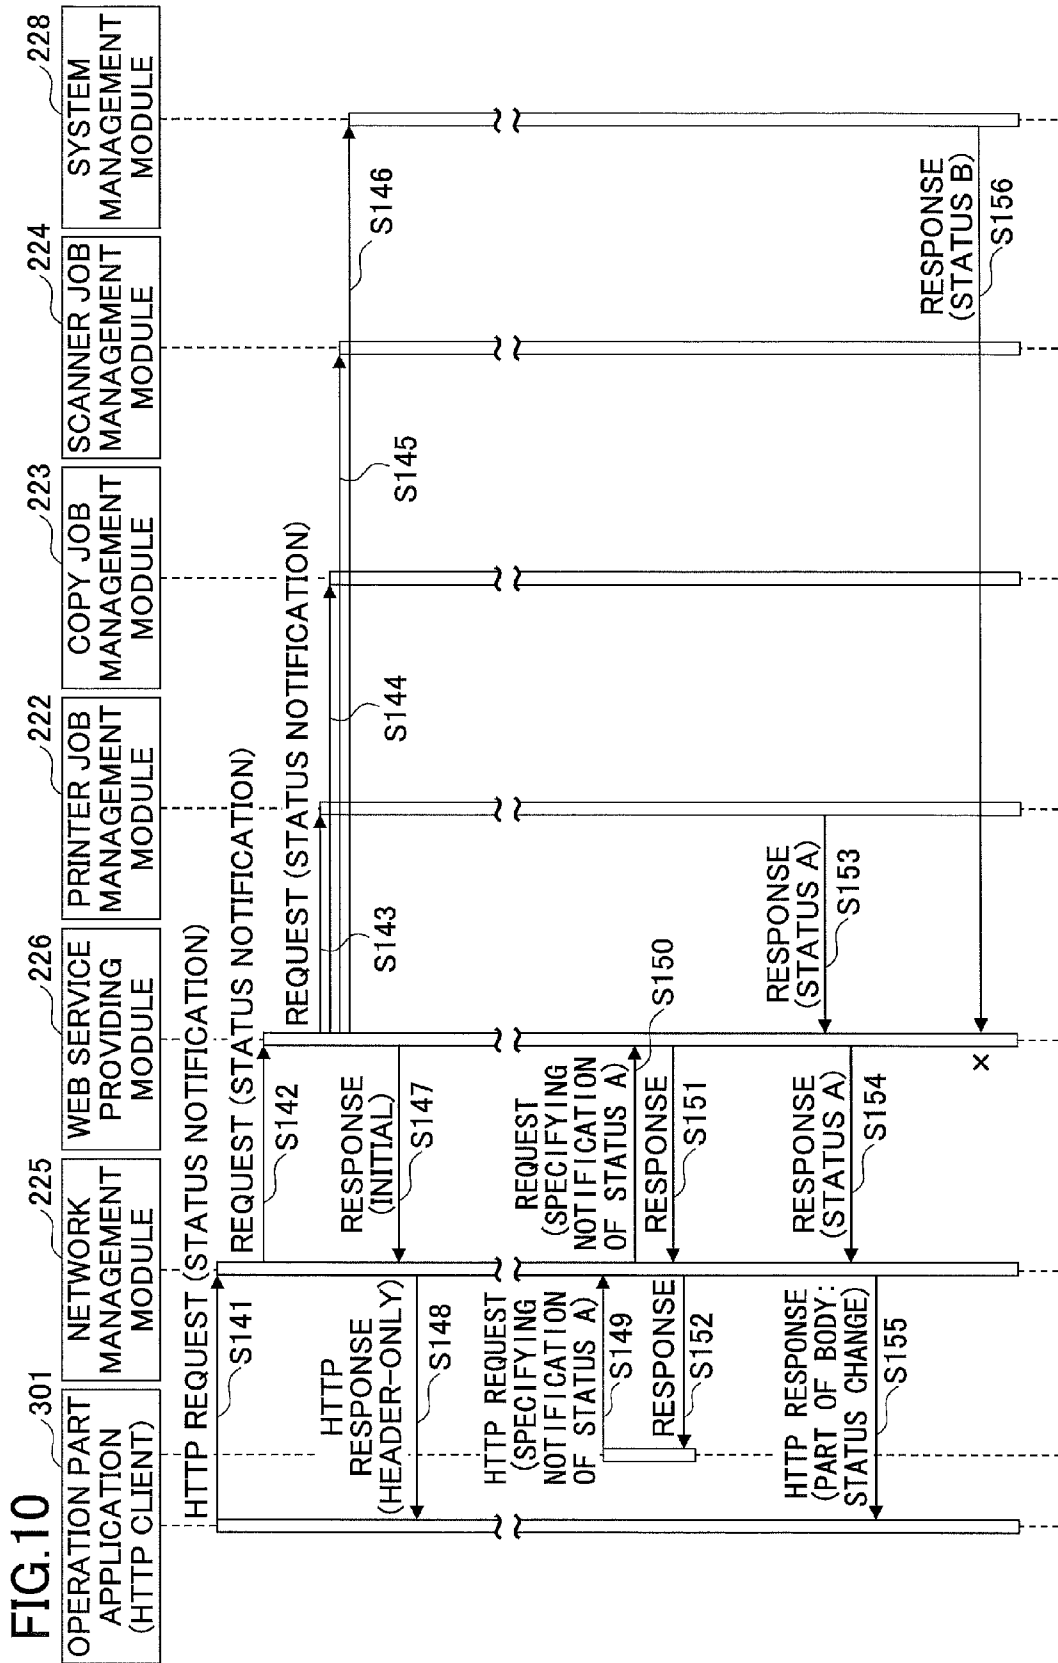 FIG.10
301
OPERATION PART
APPLICATION
(HTTP CLIENT)
225
NETWORK
MANAGEMENT
MODULE
226
WEB SERVICE
PROVIDING
MODULE
222
PRINTER JOB
MANAGEMENT
MODULE
223
COPY JOB
MANAGEMENT
MODULE
224
SCANNER JOB
MANAGEMENT
MODULE
228
SYSTEM
MANAGEMENT
MODULE
HTTP REQUEST (STATUS NOTIFICATION)
S141
REQUEST (STATUS NOTIFICATION)
S142
REQUEST (STATUS NOTIFICATION)
S143
S144
S145
S146
RESPONSE
(INITIAL)
S147
HTTP
RESPONSE
(HEADER-ONLY)
S148
HTTP REQUEST
(SPECIFYING
NOTIFICATION
OF STATUS A)
S149
REQUEST
(SPECIFYING
NOTIFICATION
OF STATUS A)
S150
RESPONSE
S151
RESPONSE
S152
RESPONSE
(STATUS A)
S153
RESPONSE
(STATUS A)
S154
HTTP RESPONSE
(PART OF BODY:
STATUS CHANGE)
S155
RESPONSE
(STATUS B)
S156
×